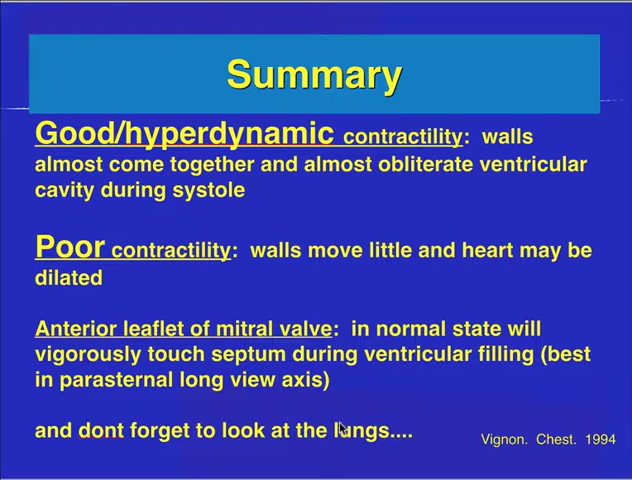 Summary
Good/hyperdynamic contractility: walls
almost come together and almost obliterate ventricular
cavity during systole
Poor contractility: walls move little and heart may be
dilated
Anterior leaflet of mitral valve: in normal state will
vigorously touch septum during ventricular filling (best
in parasternal long view axis)
and dont forget to look at the lungs....
Vignon. Chest. 1994